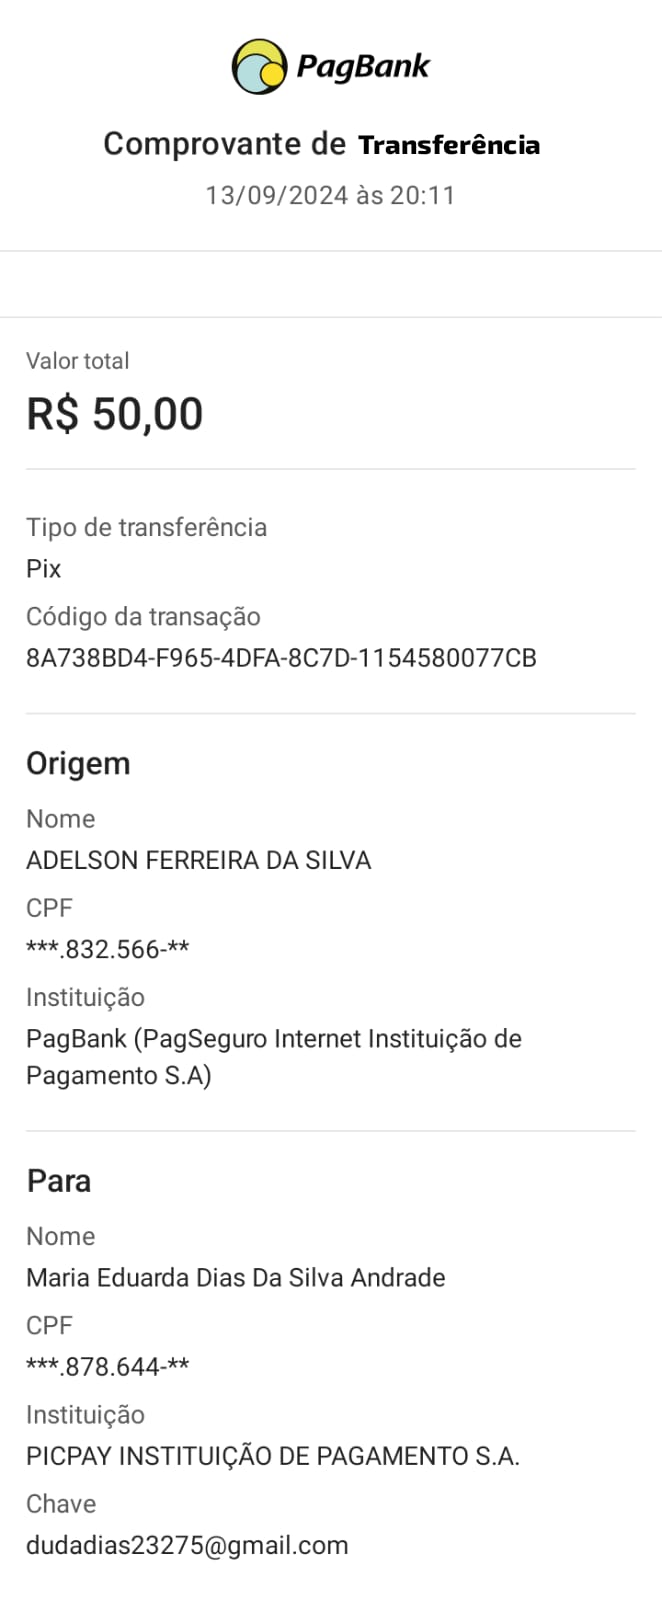 PagBank
Comprovante de Transferência
13/09/2024 às 20:11
Valor total
R$ 50,00
Tipo de transferência
Pix
Código da transação
8A738BD4-F965-4DFA-8C7D-1154580077CB
Origem
Nome
ADELSON FERREIRA DA SILVA
CPF
***.832.566-**
Instituição
PagBank (PagSeguro Internet Instituição de
Pagamento S.A)
Para
Nome
Maria Eduarda Dias Da Silva Andrade
CPF
***.878.644-**
Instituição
PICPAY INSTITUIÇÃO DE PAGAMENTO S.A.
Chave
dudadias23275@gmail.com